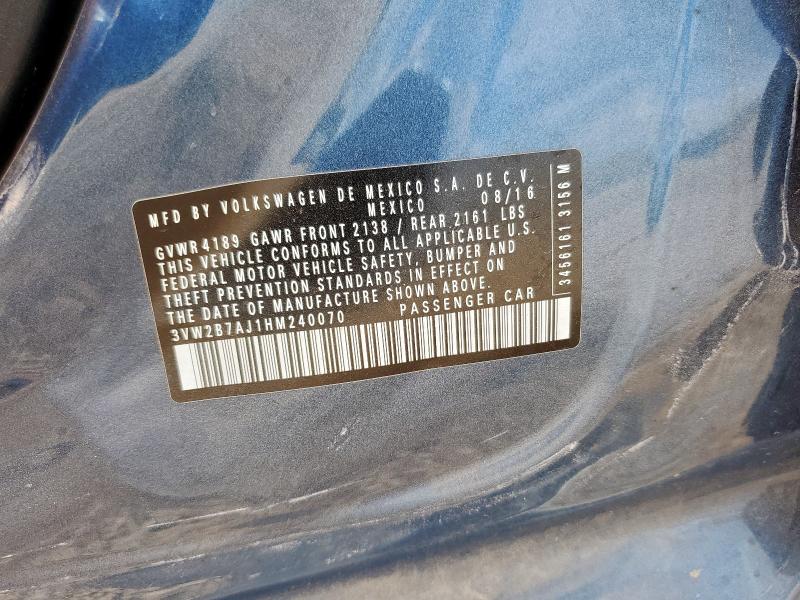 MFD BY VOLKSWAGEN DE MEXICO S.A. DE C.V.
MEXICO 08/16
GVWR 4189 GAWR FRONT 2138 / REAR 2161 LBS
THIS VEHICLE CONFORMS TO ALL APPLICABLE U.S.
FEDERAL MOTOR VEHICLE SAFETY, BUMPER AND
THEFT PREVENTION STANDARDS IN EFFECT ON
THE DATE OF MANUFACTURE SHOWN ABOVE.
3VW2B7AJ1HM240070 PASSENGER CAR
3456161 3156 M